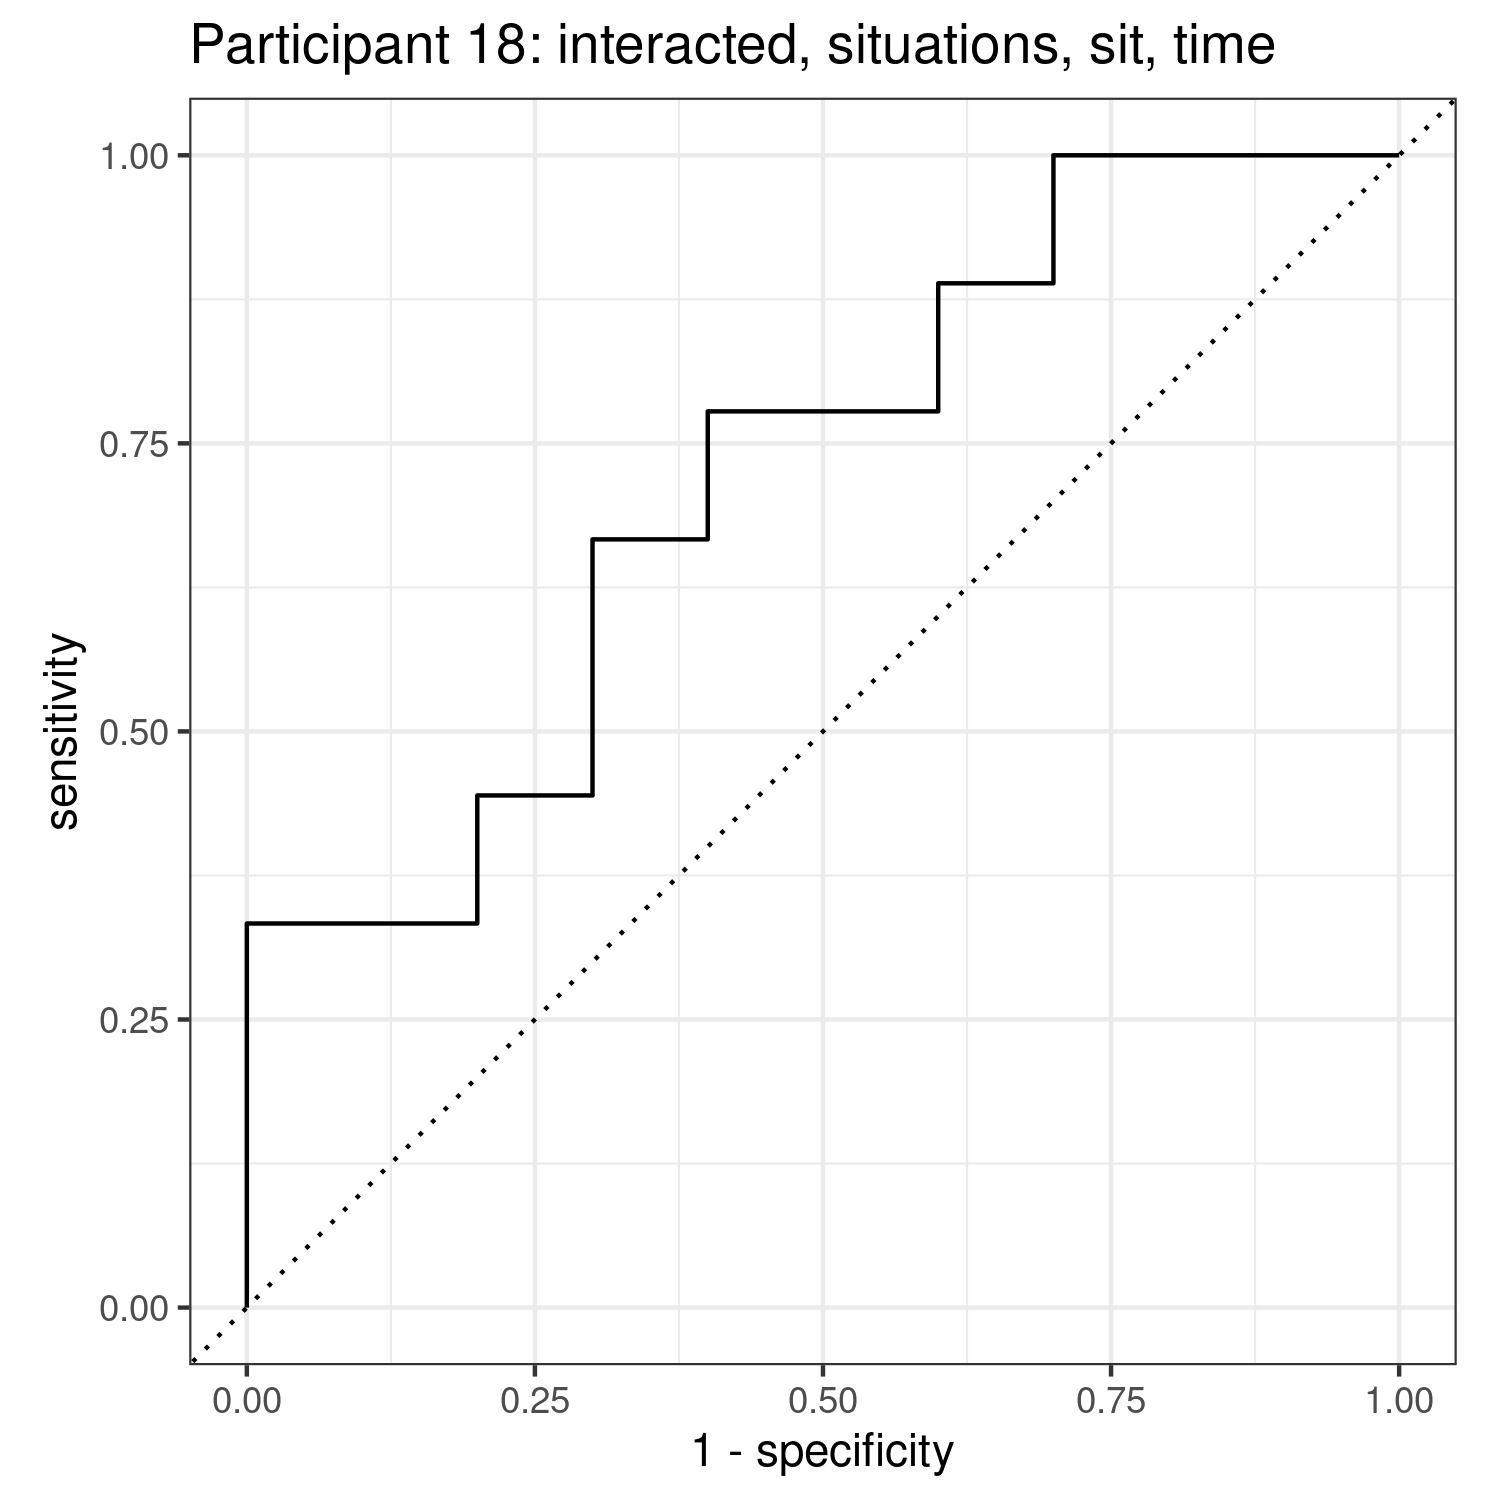 Participant 18: interacted, situations, sit, time
1.00
0.75
0.50
0.25
0.00
sensitivity
0.00 0.25 0.50 0.75 1.00
1 - specificity